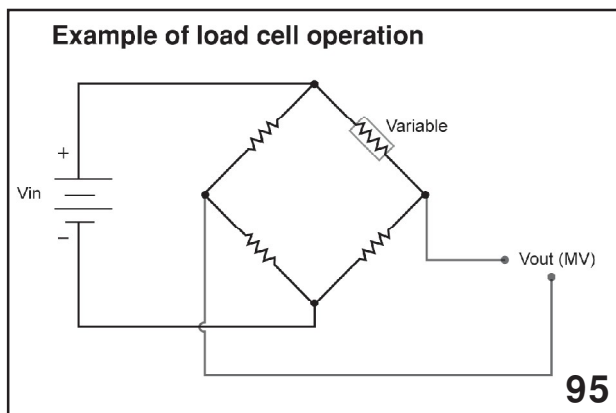 Example of load cell operation
Variable
+
Vin
−
Vout (MV)
95